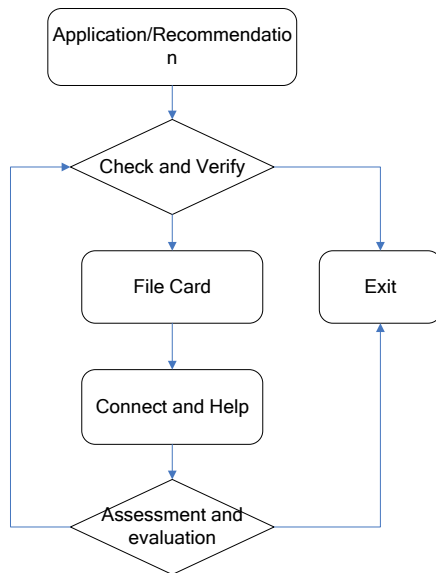 Application/Recommendatio
n
Check and Verify
File Card
Exit
Connect and Help
Assessment and
evaluation